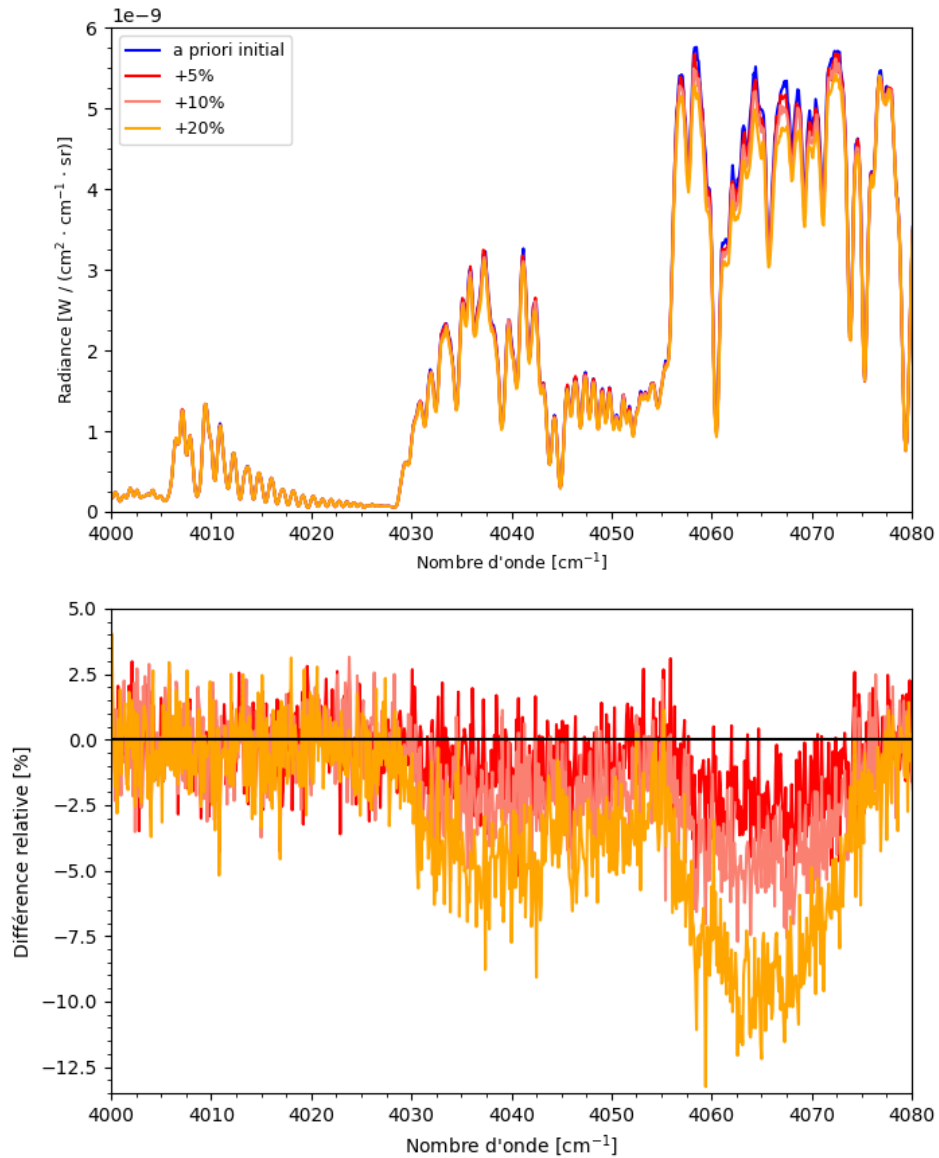 1e−9
6
5
4
3
2
1
0
Radiance [W / (cm² · cm⁻¹ · sr)]
a priori initial
+5%
+10%
+20%
4000 4010 4020 4030 4040 4050 4060 4070 4080
Nombre d'onde [cm⁻¹]
5.0
2.5
0.0
−2.5
−5.0
−7.5
−10.0
−12.5
Différence relative [%]
4000 4010 4020 4030 4040 4050 4060 4070 4080
Nombre d'onde [cm⁻¹]